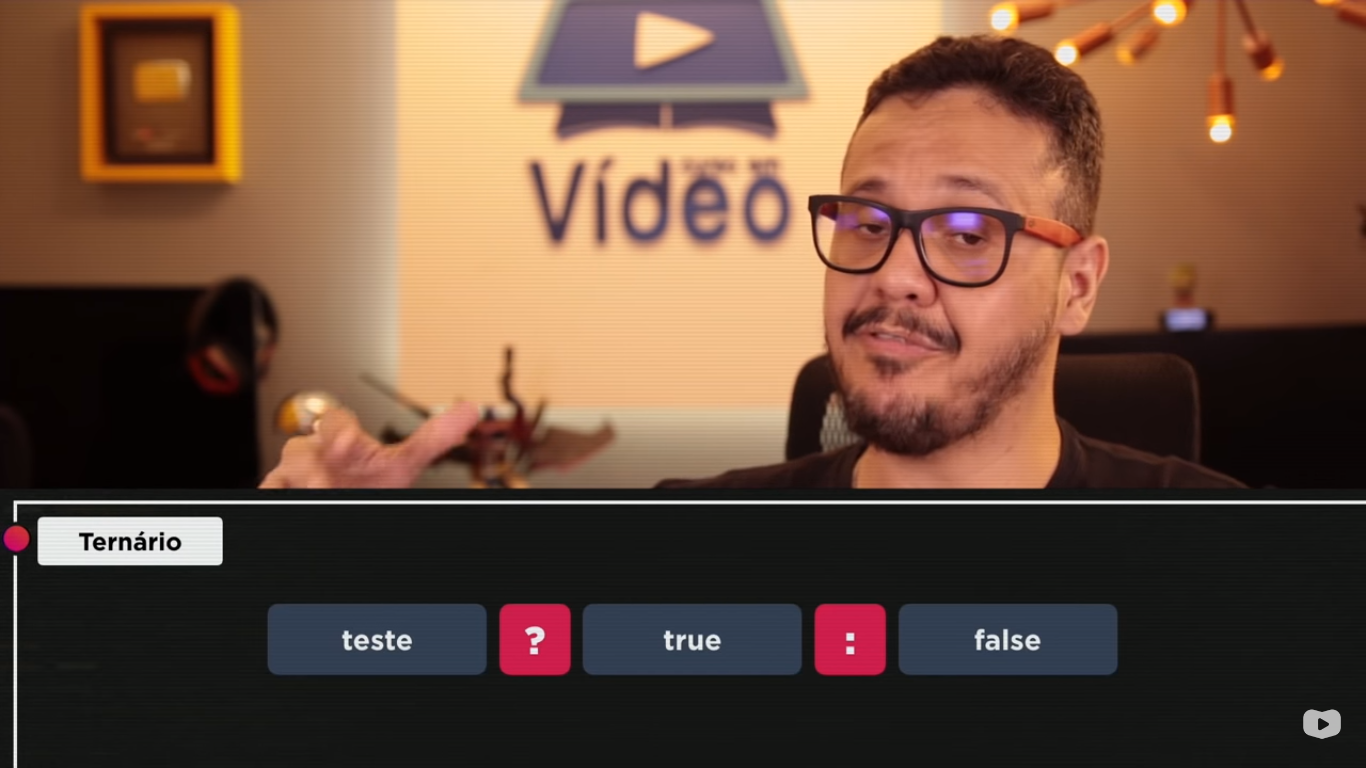 Vídeo
Ternário
teste ? true : false